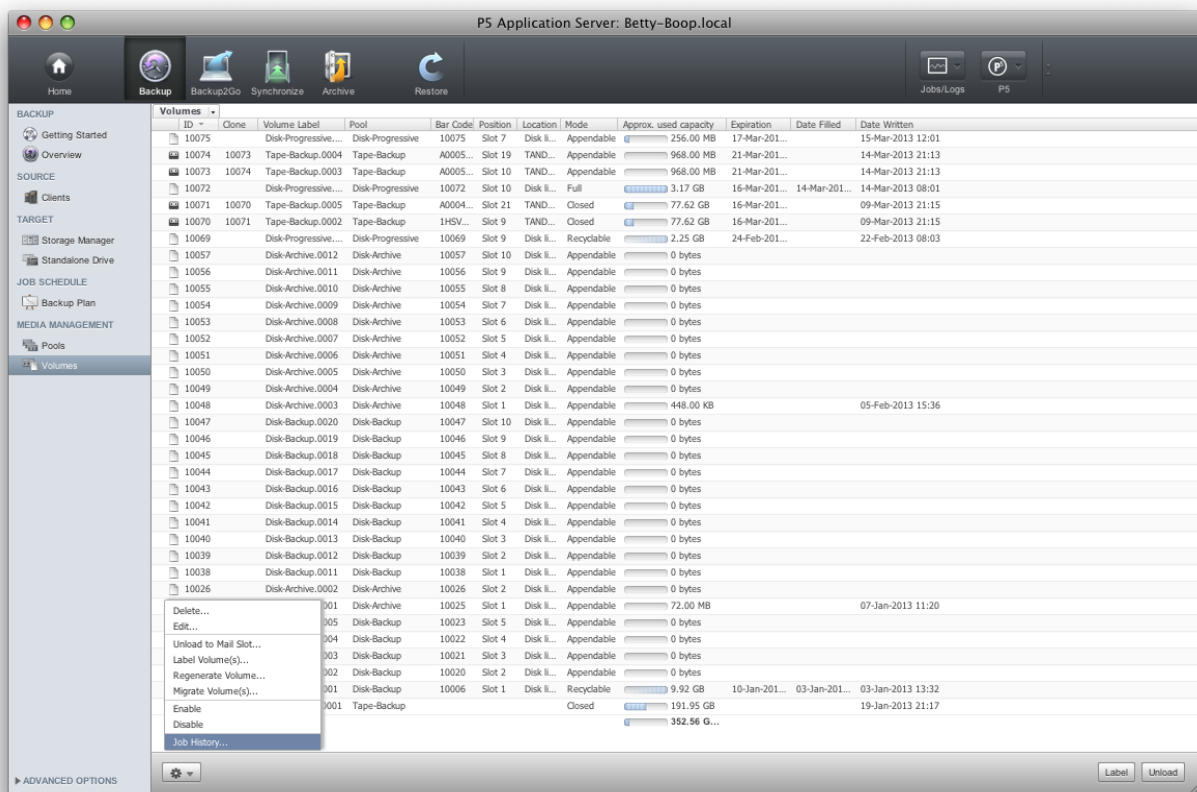 P5 Application Server: Betty-Boop.local
Home Backup Backup2Go Synchronize Archive Restore Jobs/Logs P5
BACKUP
Getting Started
Overview
SOURCE
Clients
TARGET
Storage Manager
Standalone Drive
JOB SCHEDULE
Backup Plan
MEDIA MANAGEMENT
Pools
Volumes
ADVANCED OPTIONS
Volumes
ID Clone Volume Label Pool Bar Code Position Location Mode Approx. used capacity Expiration Date Filled Date Written
10075 Disk-Progressive.... Disk-Progressive 10075 Slot 7 Disk li... Appendable 256.00 MB 17-Mar-201... 15-Mar-2013 12:01
10074 10073 Tape-Backup.0004 Tape-Backup A0005... Slot 19 TAND... Appendable 968.00 MB 21-Mar-201... 14-Mar-2013 21:13
10073 10074 Tape-Backup.0003 Tape-Backup A0005... Slot 10 TAND... Appendable 968.00 MB 21-Mar-201... 14-Mar-2013 21:13
10072 Disk-Progressive.... Disk-Progressive 10072 Slot 10 Disk li... Full 3.17 GB 16-Mar-201... 14-Mar-201... 14-Mar-2013 08:01
10071 10070 Tape-Backup.0005 Tape-Backup A0004... Slot 21 TAND... Closed 77.62 GB 16-Mar-201... 09-Mar-2013 21:15
10070 10071 Tape-Backup.0002 Tape-Backup 1HSV... Slot 9 TAND... Closed 77.62 GB 16-Mar-201... 09-Mar-2013 21:15
10069 Disk-Progressive.... Disk-Progressive 10069 Slot 9 Disk li... Recyclable 2.25 GB 24-Feb-201... 22-Feb-2013 08:03
10057 Disk-Archive.0012 Disk-Archive 10057 Slot 10 Disk li... Appendable 0 bytes
10056 Disk-Archive.0011 Disk-Archive 10056 Slot 9 Disk li... Appendable 0 bytes
10055 Disk-Archive.0010 Disk-Archive 10055 Slot 8 Disk li... Appendable 0 bytes
10054 Disk-Archive.0009 Disk-Archive 10054 Slot 7 Disk li... Appendable 0 bytes
10053 Disk-Archive.0008 Disk-Archive 10053 Slot 6 Disk li... Appendable 0 bytes
10052 Disk-Archive.0007 Disk-Archive 10052 Slot 5 Disk li... Appendable 0 bytes
10051 Disk-Archive.0006 Disk-Archive 10051 Slot 4 Disk li... Appendable 0 bytes
10050 Disk-Archive.0005 Disk-Archive 10050 Slot 3 Disk li... Appendable 0 bytes
10049 Disk-Archive.0004 Disk-Archive 10049 Slot 2 Disk li... Appendable 0 bytes
10048 Disk-Archive.0003 Disk-Archive 10048 Slot 1 Disk li... Appendable 448.00 KB 05-Feb-2013 15:36
10047 Disk-Backup.0020 Disk-Backup 10047 Slot 10 Disk li... Appendable 0 bytes
10046 Disk-Backup.0019 Disk-Backup 10046 Slot 9 Disk li... Appendable 0 bytes
10045 Disk-Backup.0018 Disk-Backup 10045 Slot 8 Disk li... Appendable 0 bytes
10044 Disk-Backup.0017 Disk-Backup 10044 Slot 7 Disk li... Appendable 0 bytes
10043 Disk-Backup.0016 Disk-Backup 10043 Slot 6 Disk li... Appendable 0 bytes
10042 Disk-Backup.0015 Disk-Backup 10042 Slot 5 Disk li... Appendable 0 bytes
10041 Disk-Backup.0014 Disk-Backup 10041 Slot 4 Disk li... Appendable 0 bytes
10040 Disk-Backup.0013 Disk-Backup 10040 Slot 3 Disk li... Appendable 0 bytes
10039 Disk-Backup.0012 Disk-Backup 10039 Slot 2 Disk li... Appendable 0 bytes
10038 Disk-Backup.0011 Disk-Backup 10038 Slot 1 Disk li... Appendable 0 bytes
10026 Disk-Archive.0002 Disk-Archive 10026 Slot 2 Disk li... Appendable 0 bytes
001 Disk-Archive 10025 Slot 1 Disk li... Appendable 72.00 MB 07-Jan-2013 11:20
005 Disk-Backup 10023 Slot 5 Disk li... Appendable 0 bytes
004 Disk-Backup 10022 Slot 4 Disk li... Appendable 0 bytes
003 Disk-Backup 10021 Slot 3 Disk li... Appendable 0 bytes
002 Disk-Backup 10020 Slot 2 Disk li... Appendable 0 bytes
001 Disk-Backup 10006 Slot 1 Disk li... Recyclable 9.92 GB 10-Jan-201... 03-Jan-201... 03-Jan-2013 13:32
0001 Tape-Backup Closed 191.95 GB 19-Jan-2013 21:17
352.56 G...
Delete...
Edit...
Unload to Mail Slot...
Label Volume(s)...
Regenerate Volume...
Migrate Volume(s)...
Enable
Disable
Job History...
Label Unload